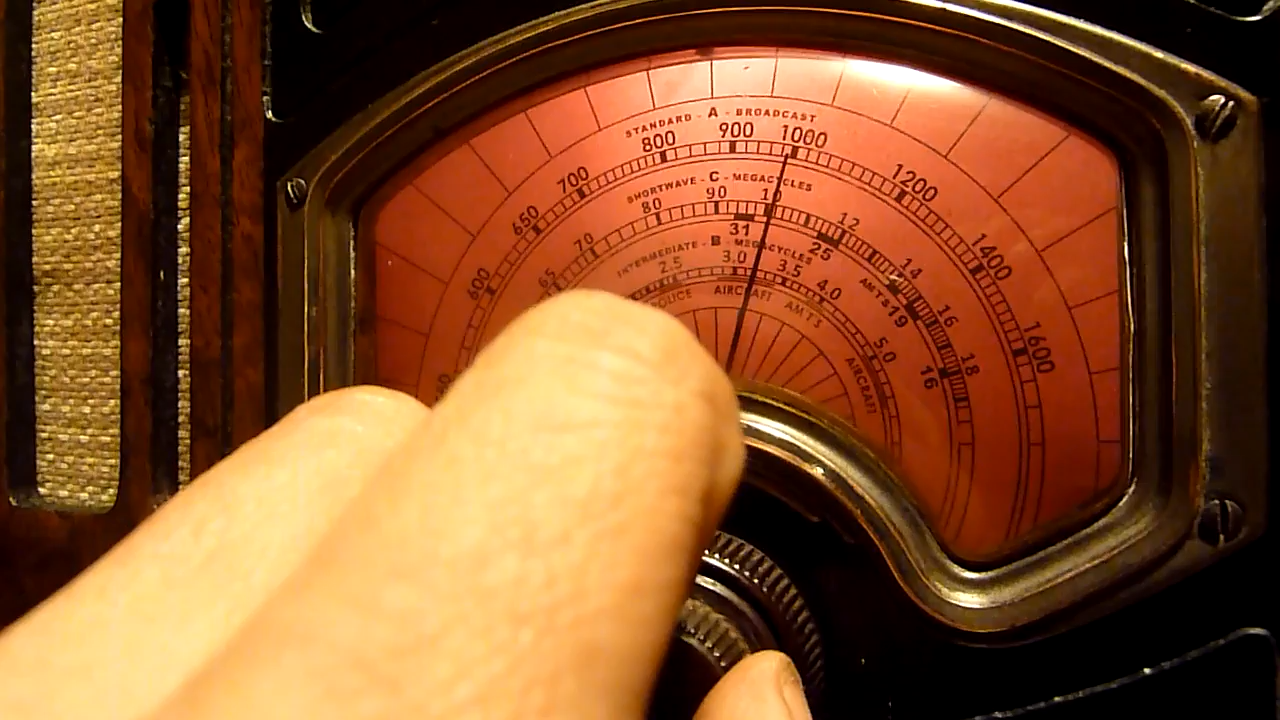 STANDARD - A - BROADCAST
600 650 700 800 900 1000 1200 1400 1600
SHORTWAVE - C - MEGACYCLES
65 70 80 90 10 12 14 16 18
31 25 19 16
AMTS
INTERMEDIATE - B - MEGACYCLES
2.5 3.0 3.5 4.0 5.0
AIRCRAFT AMTS AIRCRAFT